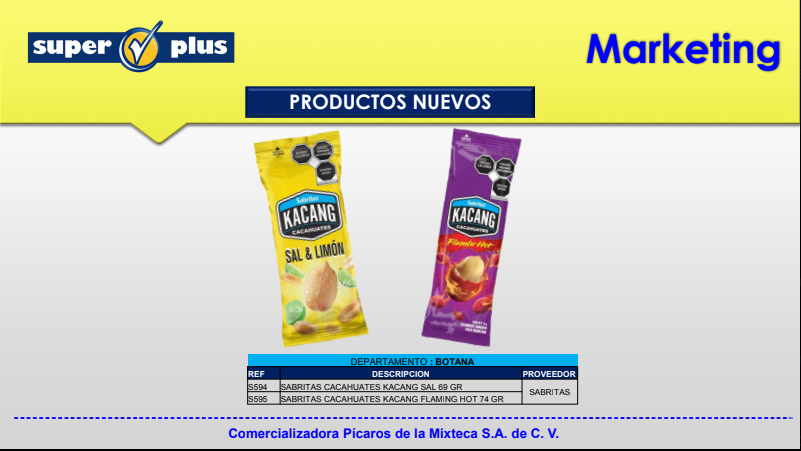 super plus
Marketing
PRODUCTOS NUEVOS
Sabritas
KACANG
CACAHUATES
SAL & LIMÓN
Sabritas
KACANG
CACAHUATES
Flamin' Hot
DEPARTAMENTO : BOTANA
REF DESCRIPCION PROVEEDOR
S594 SABRITAS CACAHUATES KACANG SAL 69 GR
SABRITAS
S595 SABRITAS CACAHUATES KACANG FLAMING HOT 74 GR
Comercializadora Pícaros de la Mixteca S.A. de C. V.